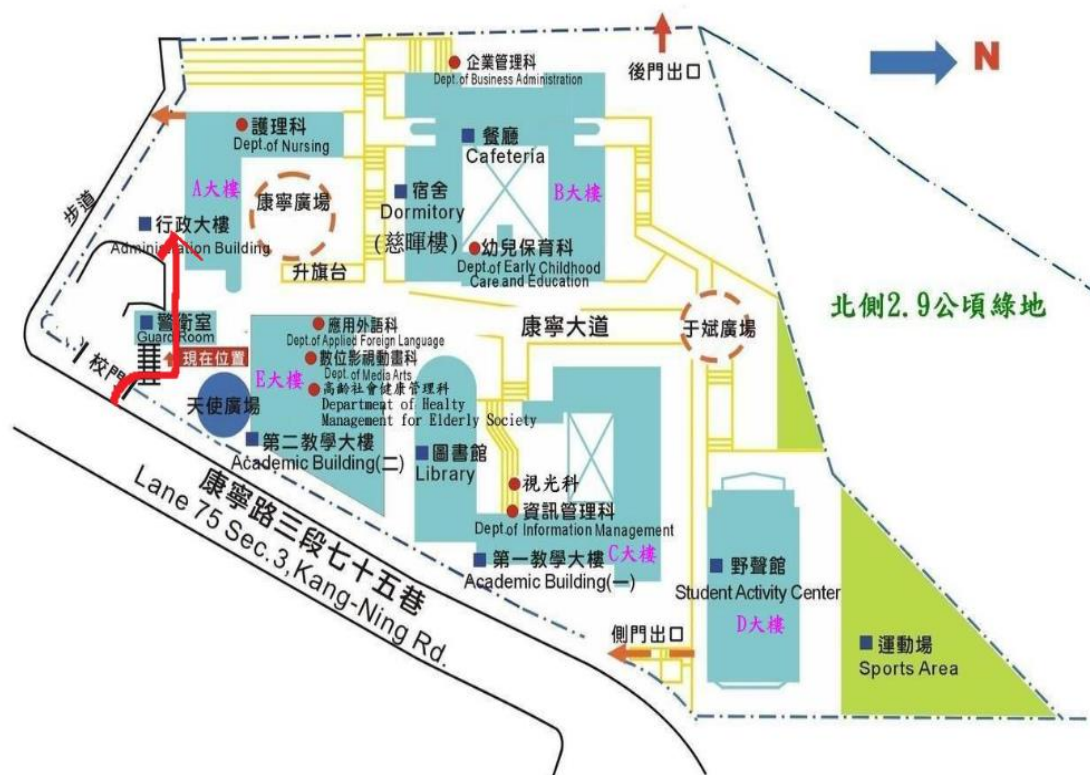 企業管理科
Dept. of Business Administration
後門出口
N
護理科
Dept. of Nursing
餐廳
Cafeteria
A大樓
康寧廣場
宿舍
Dormitory
(慈暉樓)
B大樓
步道
行政大樓
Administration Building
幼兒保育科
Dept. of Early Childhood
Care and Education
升旗台
北側2.9公頃綠地
康寧大道
于斌廣場
警衛室
Guard Room
校門
現在位置
應用外語科
Dept. of Applied Foreign Language
數位影視動畫科
Dept. of Media Arts
E大樓
高齡社會健康管理科
Department of Healty
Management for Elderly Society
天使廣場
第二教學大樓
Academic Building(二)
圖書館
Library
視光科
資訊管理科
Dept. of Information Management
第一教學大樓
Academic Building(一)
C大樓
康寧路三段七十五巷
Lane 75 Sec.3,Kang-Ning Rd.
野聲館
Student Activity Center
D大樓
側門出口
運動場
Sports Area